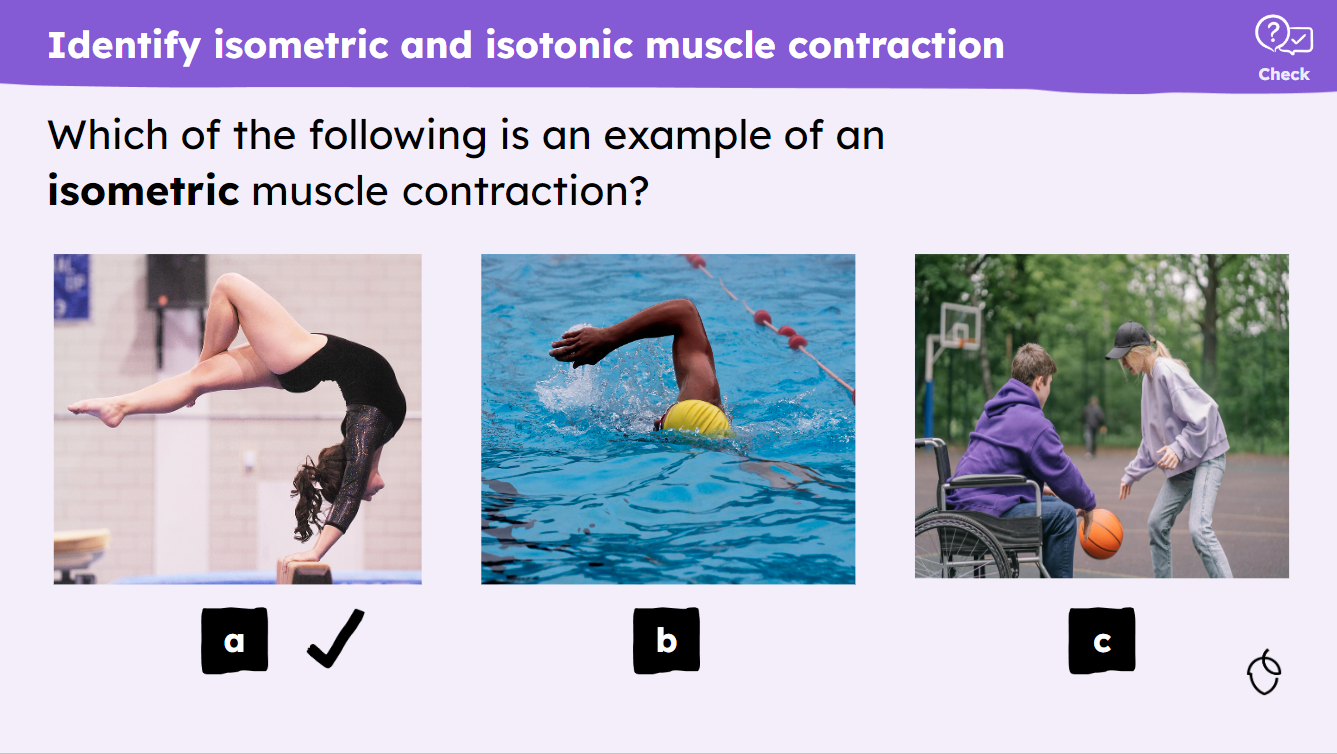 Identify isometric and isotonic muscle contraction
?
Check
Which of the following is an example of an
isometric muscle contraction?
a
b
c